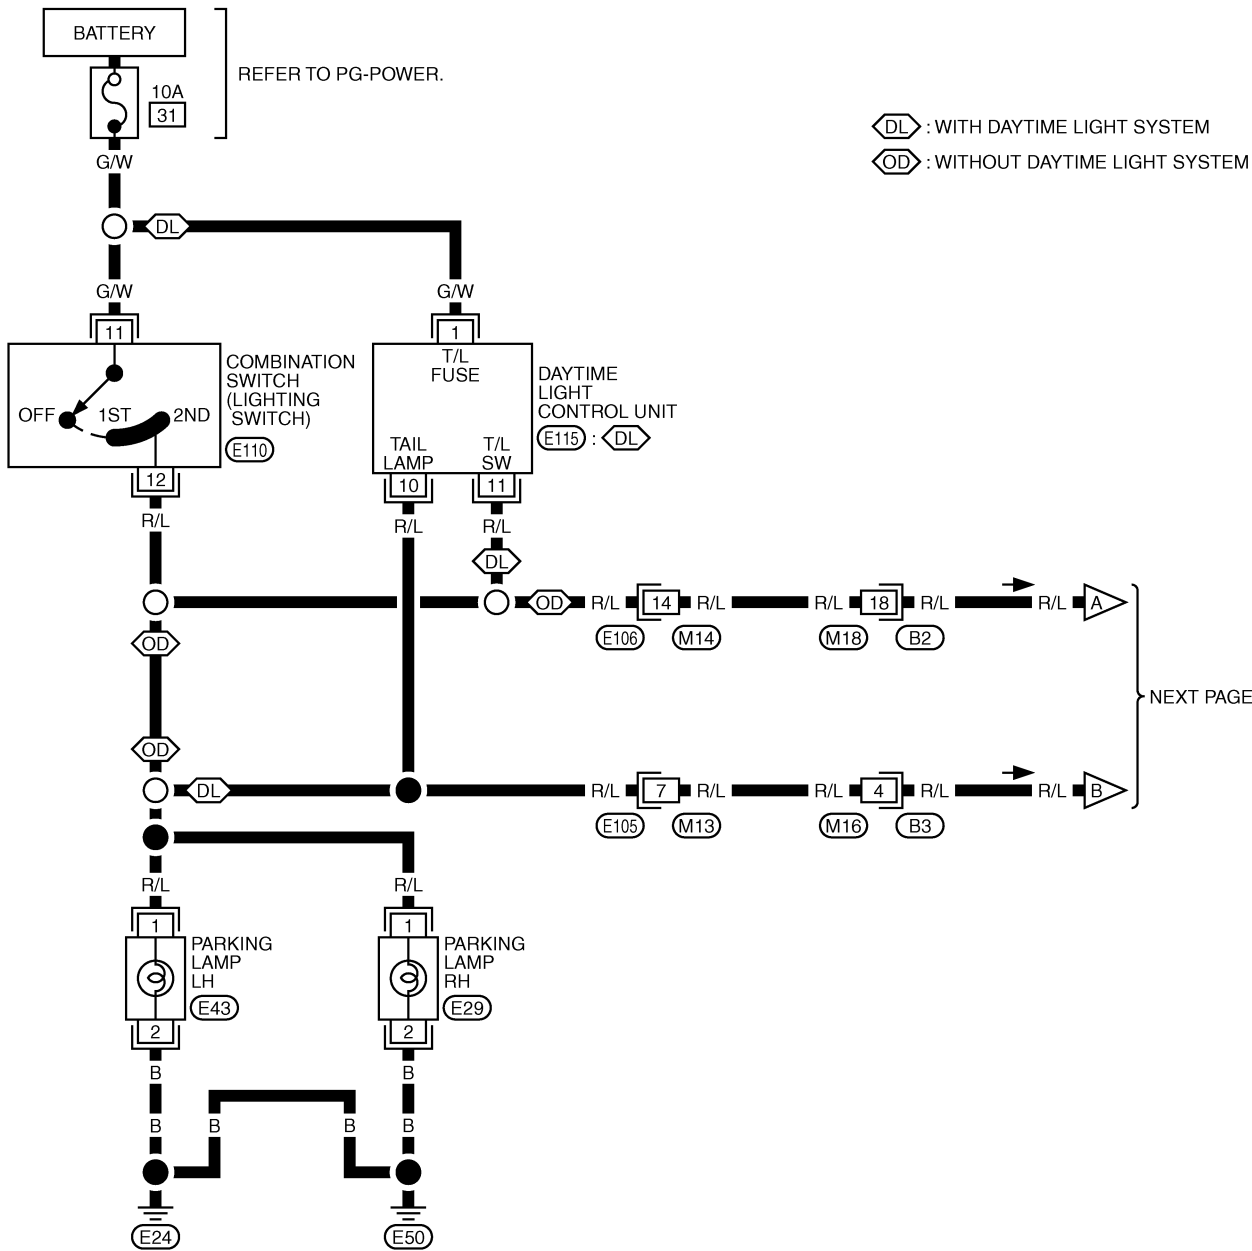 BATTERY
REFER TO PG-POWER.
10A
31
G/W
DL : WITH DAYTIME LIGHT SYSTEM
OD : WITHOUT DAYTIME LIGHT SYSTEM
DL
G/W
G/W
11
1
T/L
FUSE
COMBINATION
SWITCH
(LIGHTING
SWITCH)
E110
OFF
1ST
2ND
DAYTIME
LIGHT
CONTROL UNIT
E115 : DL
TAIL
LAMP
T/L
SW
12
10
11
R/L
R/L
R/L
DL
OD
R/L
14
R/L
R/L
18
R/L
R/L
A
E106
M14
M18
B2
OD
NEXT PAGE
OD
DL
R/L
7
R/L
R/L
4
R/L
R/L
B
E105
M13
M16
B3
R/L
R/L
1
1
PARKING
LAMP
LH
E43
PARKING
LAMP
RH
E29
2
2
B
B
B
B
B
B
E24
E50